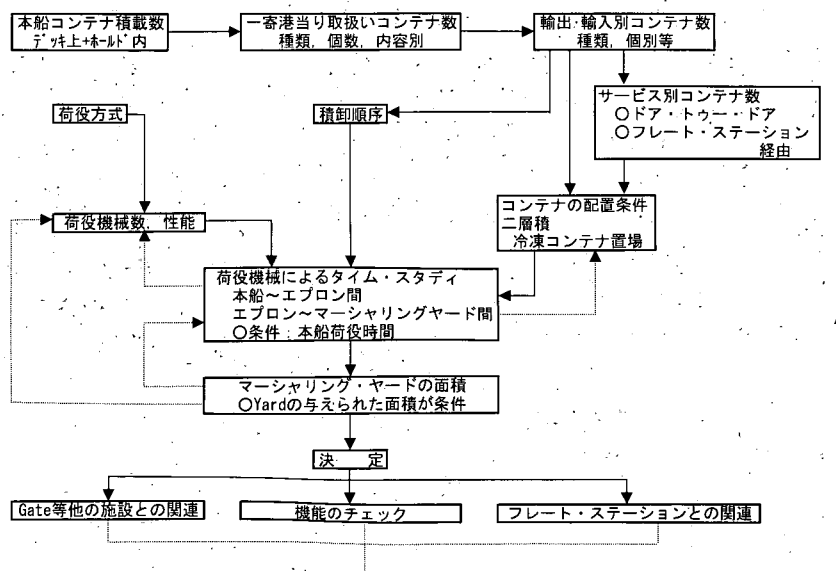 本船コンテナ積載数
デッキ上+ホールド内
一寄港当り取扱いコンテナ数
種類, 個数, 内容別
輸出・輸入別コンテナ数
種類, 個別等
サービス別コンテナ数
○ドア・トゥー・ドア
○フレート・ステーション
経由
荷役方式
積卸順序
コンテナの配置条件
二層積
冷凍コンテナ置場
荷役機械数, 性能
荷役機械によるタイム・スタディ
本船～エプロン間
エプロン～マーシャリングヤード間
○条件：本船荷役時間
マーシャリング・ヤードの面積
○Yardの与えられた面積が条件
決 定
Gate等他の施設との関連
機能のチェック
フレート・ステーションとの関連